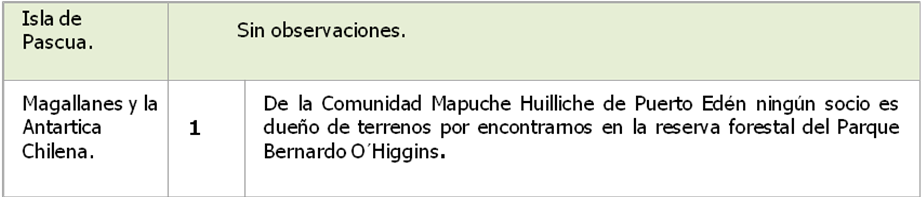 Isla de
Pascua.
Sin observaciones.
Magallanes y la
Antartica
Chilena.
1
De la Comunidad Mapuche Huilliche de Puerto Edén ningún socio es
dueño de terrenos por encontrarnos en la reserva forestal del Parque
Bernardo O´Higgins.